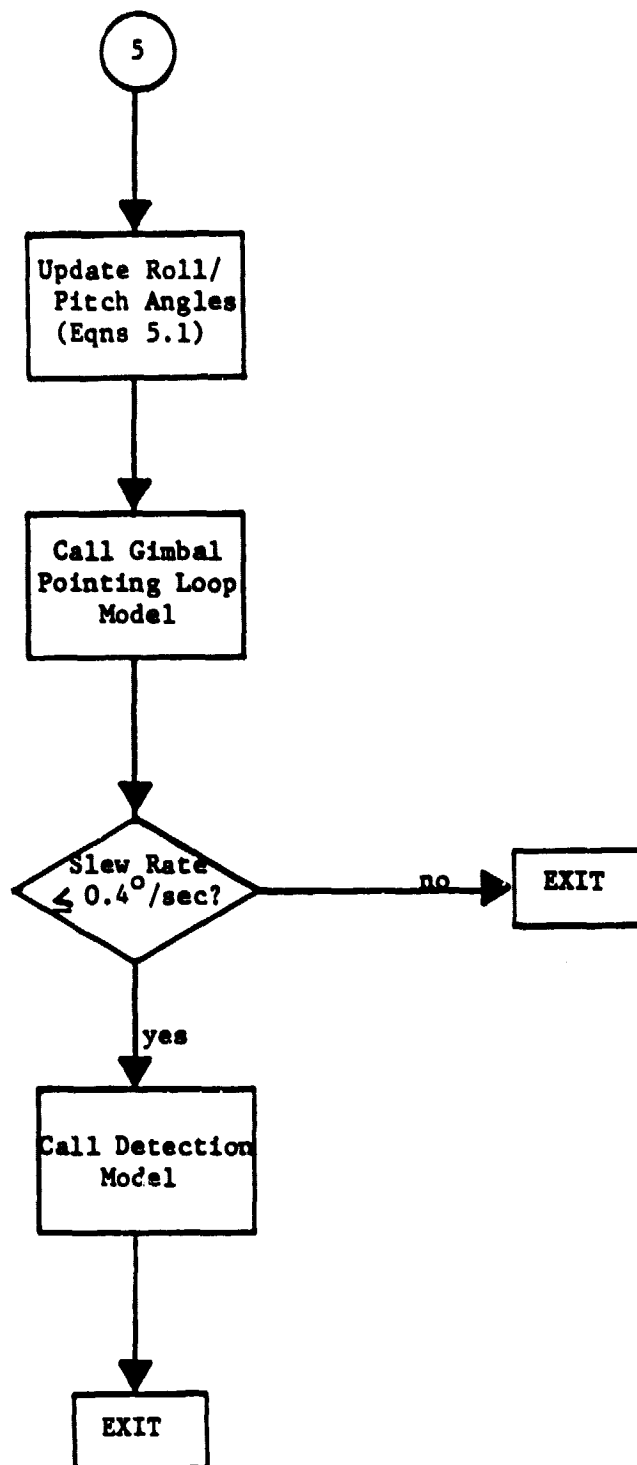 5
Update Roll/
Pitch Angles
(Eqns 5.1)
Call Gimbal
Pointing Loop
Model
Slew Rate
≤ 0.4°/sec?
no
EXIT
yes
Call Detection
Model
EXIT